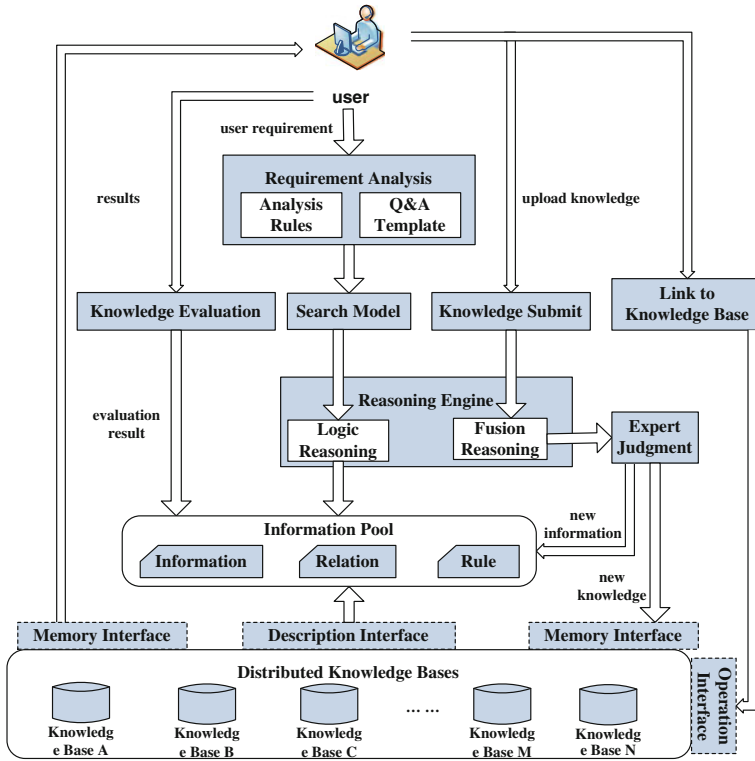 user
user requirement
Requirement Analysis
Analysis
Rules
Q&A
Template
results
upload knowledge
Knowledge Evaluation
Search Model
Knowledge Submit
Link to
Knowledge Base
Reasoning Engine
evaluation
result
Logic
Reasoning
Fusion
Reasoning
Expert
Judgment
Information Pool
new
information
Information
Relation
Rule
new
knowledge
Memory Interface
Description Interface
Memory Interface
Distributed Knowledge Bases
Operation
Interface
Knowledg
e Base A
Knowledg
e Base B
Knowledg
e Base C
... ...
Knowledg
e Base M
Knowledg
e Base N